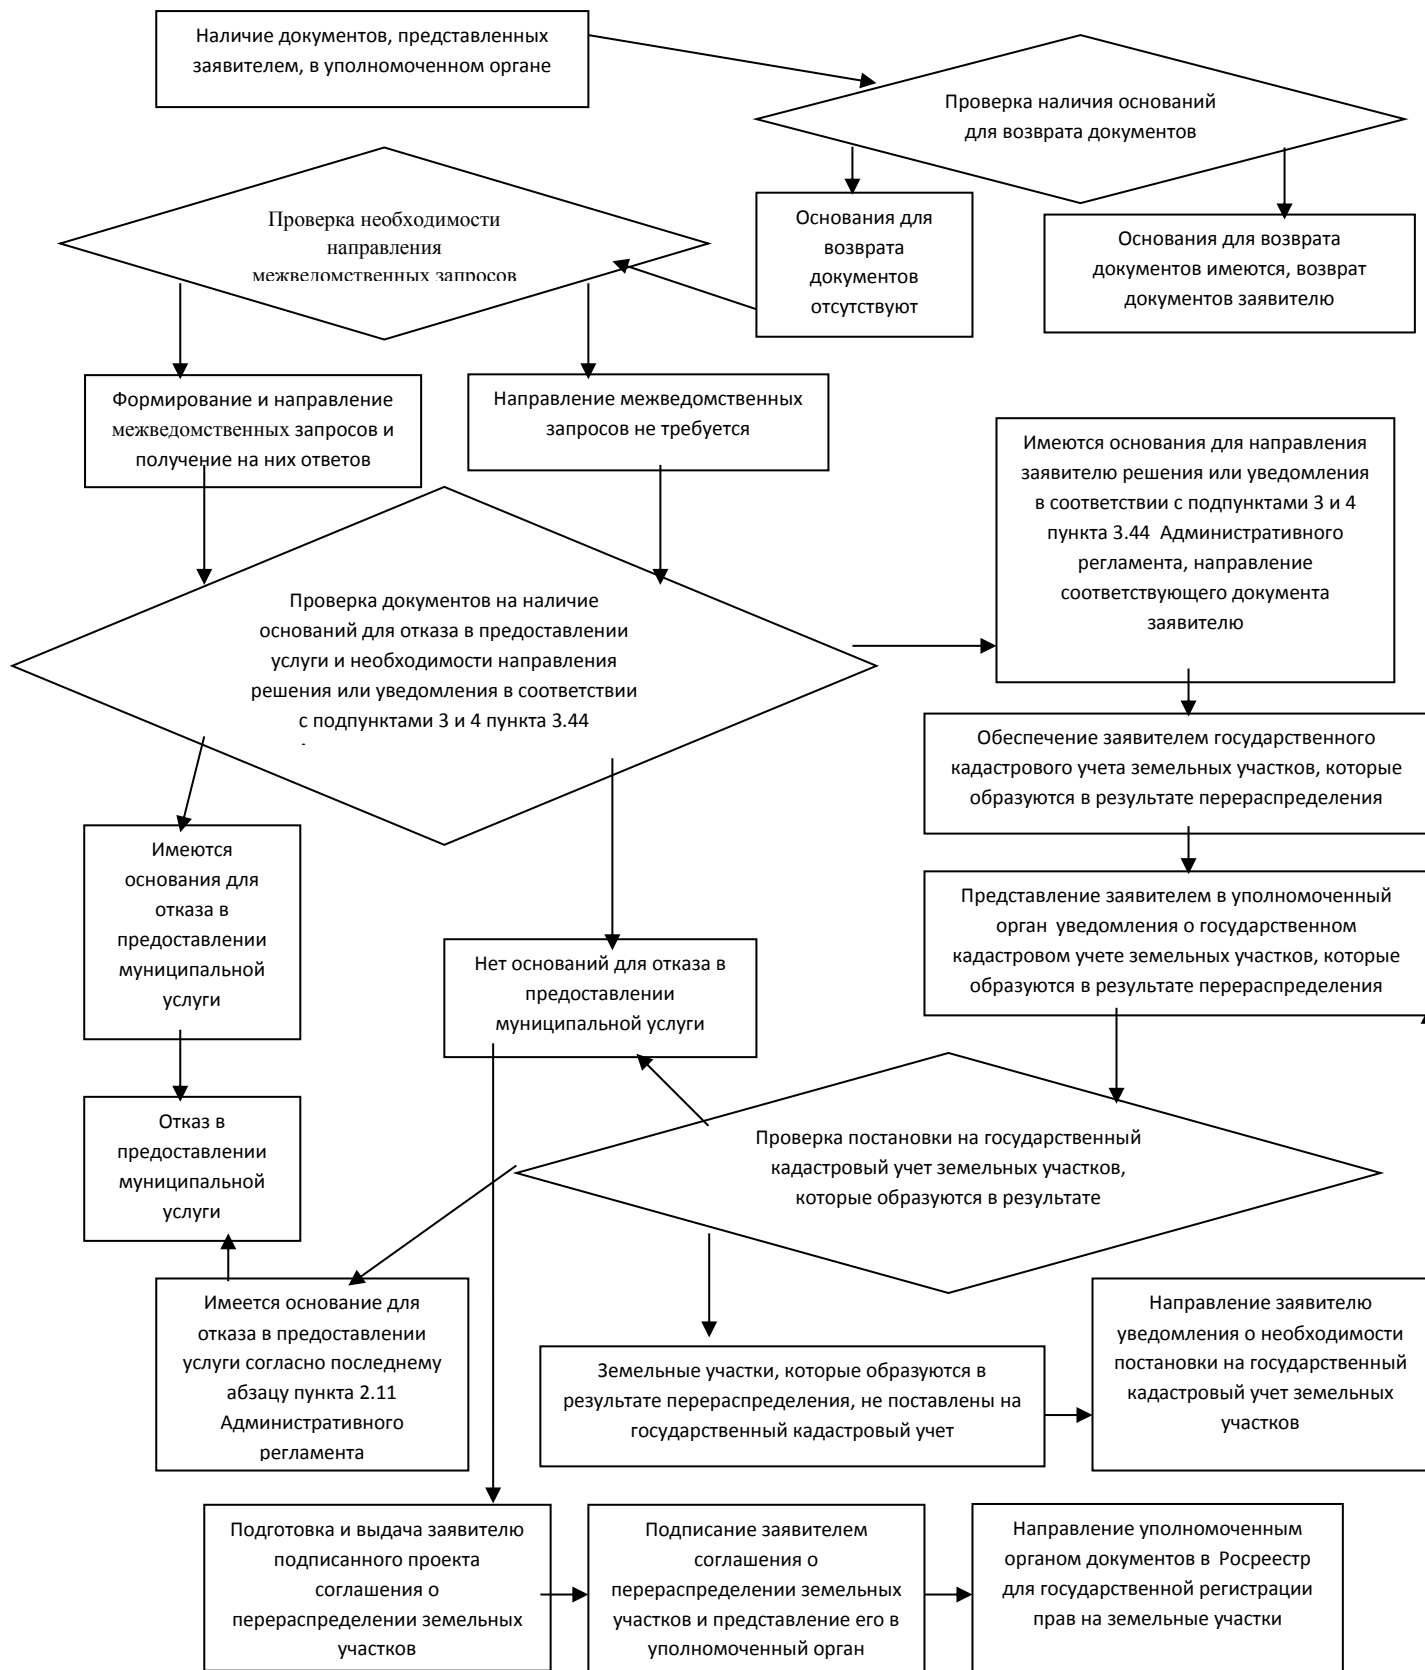 Наличие документов, представленных
заявителем, в уполномоченном органе
Проверка наличия оснований
для возврата документов
Проверка необходимости
направления
межведомственных запросов
Основания для
возврата
документов
отсутствуют
Основания для возврата
документов имеются, возврат
документов заявителю
Формирование и направление
межведомственных запросов и
получение на них ответов
Направление межведомственных
запросов не требуется
Имеются основания для направления
заявителю решения или уведомления
в соответствии с подпунктами 3 и 4
пункта 3.44 Административного
регламента, направление
соответствующего документа
заявителю
Проверка документов на наличие
оснований для отказа в предоставлении
услуги и необходимости направления
решения или уведомления в соответствии
с подпунктами 3 и 4 пункта 3.44
Обеспечение заявителем государственного
кадастрового учета земельных участков, которые
образуются в результате перераспределения
Имеются
основания для
отказа в
предоставлении
муниципальной
услуги
Представление заявителем в уполномоченный
орган уведомления о государственном
кадастровом учете земельных участков, которые
образуются в результате перераспределения
Нет оснований для отказа в
предоставлении
муниципальной услуги
Отказ в
предоставлении
муниципальной
услуги
Проверка постановки на государственный
кадастровый учет земельных участков,
которые образуются в результате
Имеется основание для
отказа в предоставлении
услуги согласно последнему
абзацу пункта 2.11
Административного
регламента
Земельные участки, которые образуются в
результате перераспределения, не поставлены на
государственный кадастровый учет
Направление заявителю
уведомления о необходимости
постановки на государственный
кадастровый учет земельных
участков
Подготовка и выдача заявителю
подписанного проекта
соглашения о
перераспределении земельных
участков
Подписание заявителем
соглашения о
перераспределении земельных
участков и представление его в
уполномоченный орган
Направление уполномоченным
органом документов в Росреестр
для государственной регистрации
прав на земельные участки